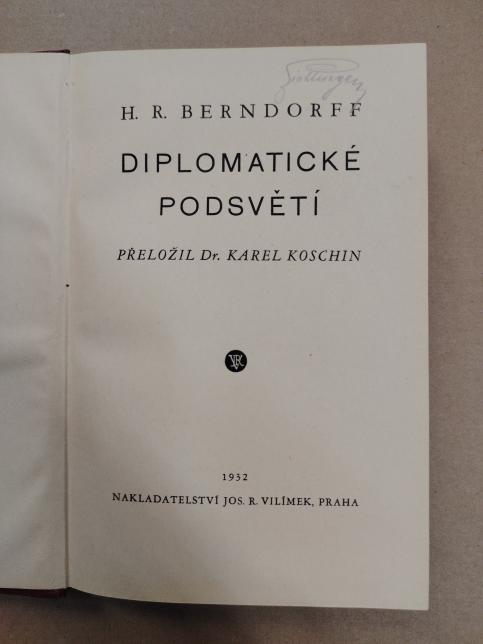 H. R. BERNDORFF
DIPLOMATICKÉ
PODSVĚTÍ
PŘELOŽIL Dr. KAREL KOSCHIN
1932
NAKLADATELSTVÍ JOS. R. VILÍMEK, PRAHA